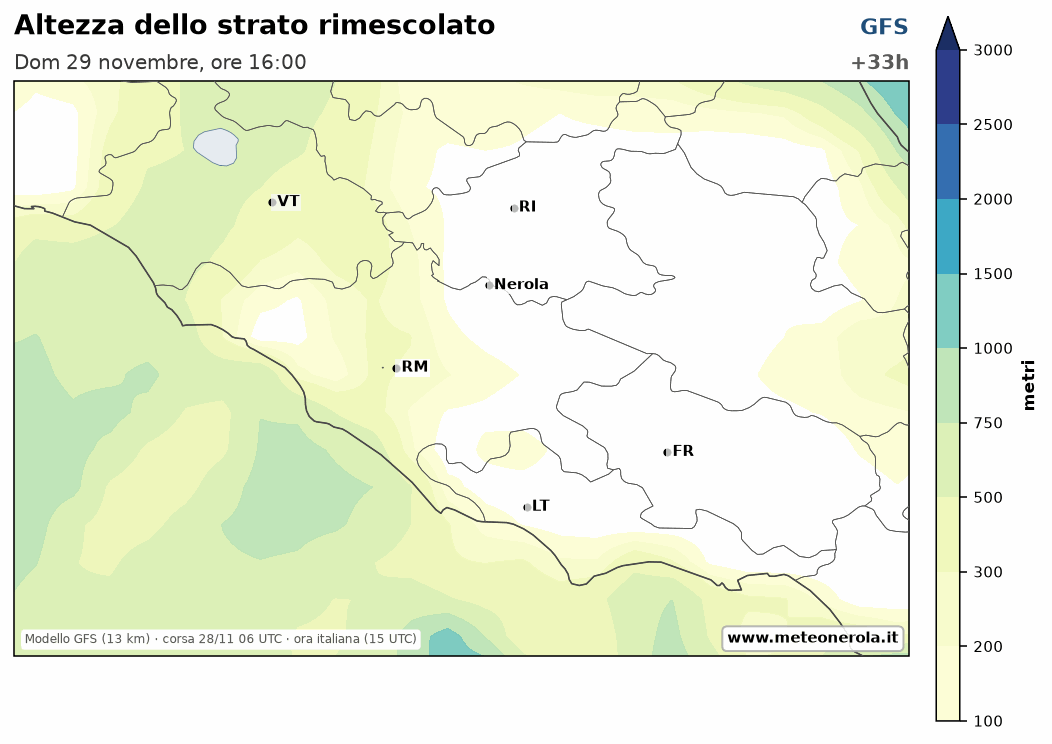 Altezza dello strato rimescolato
GFS
Dom 29 novembre, ore 16:00
+33h
3000
2500
2000
1500
1000
750
500
300
200
100
metri
VT
RI
Nerola
RM
FR
LT
Modello GFS (13 km) · corsa 28/11 06 UTC · ora italiana (15 UTC)
www.meteonerola.it